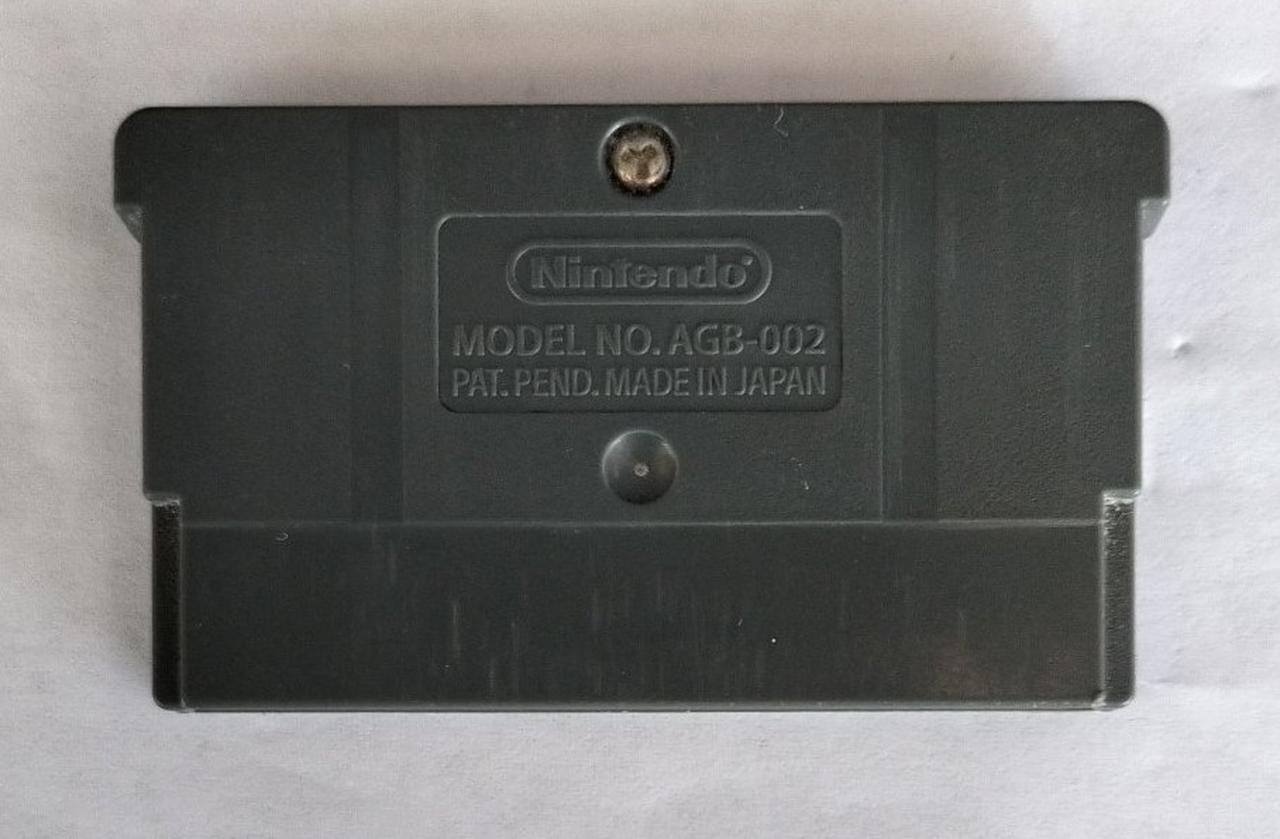 Nintendo
MODEL NO. AGB-002
PAT. PEND. MADE IN JAPAN